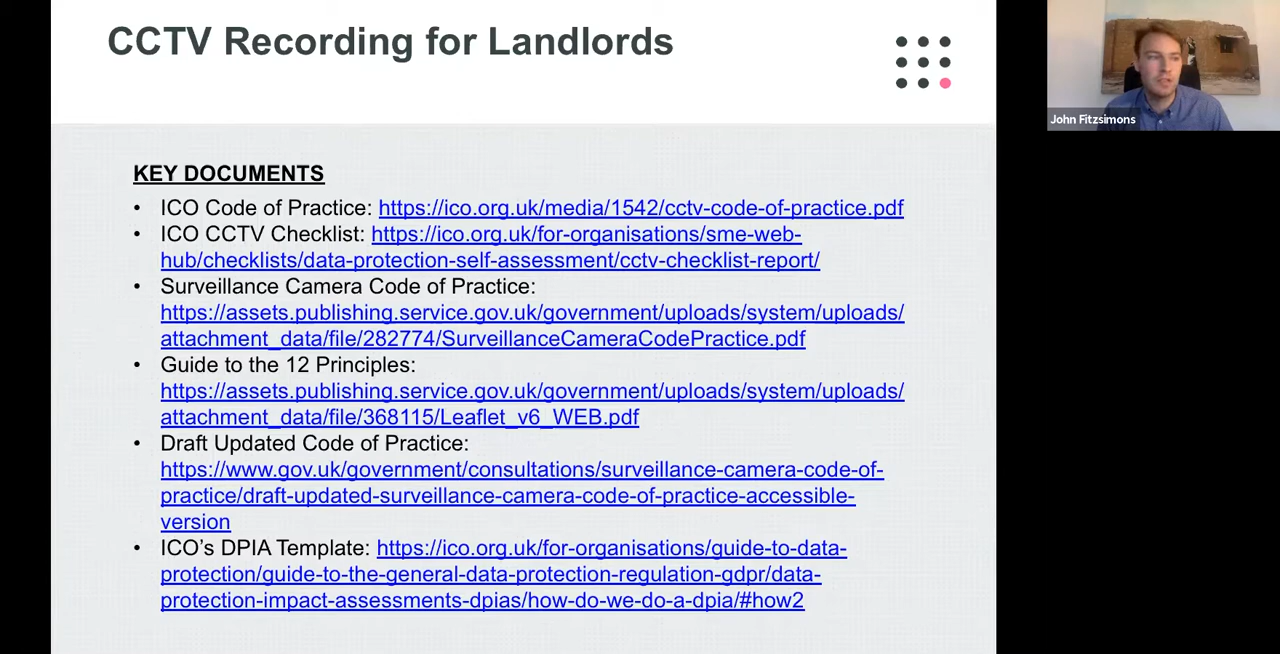 CCTV Recording for Landlords
John Fitzsimons
KEY DOCUMENTS
• ICO Code of Practice: https://ico.org.uk/media/1542/cctv-code-of-practice.pdf
• ICO CCTV Checklist: https://ico.org.uk/for-organisations/sme-web-
hub/checklists/data-protection-self-assessment/cctv-checklist-report/
• Surveillance Camera Code of Practice:
https://assets.publishing.service.gov.uk/government/uploads/system/uploads/
attachment_data/file/282774/SurveillanceCameraCodePractice.pdf
• Guide to the 12 Principles:
https://assets.publishing.service.gov.uk/government/uploads/system/uploads/
attachment_data/file/368115/Leaflet_v6_WEB.pdf
• Draft Updated Code of Practice:
https://www.gov.uk/government/consultations/surveillance-camera-code-of-
practice/draft-updated-surveillance-camera-code-of-practice-accessible-
version
• ICO’s DPIA Template: https://ico.org.uk/for-organisations/guide-to-data-
protection/guide-to-the-general-data-protection-regulation-gdpr/data-
protection-impact-assessments-dpias/how-do-we-do-a-dpia/#how2